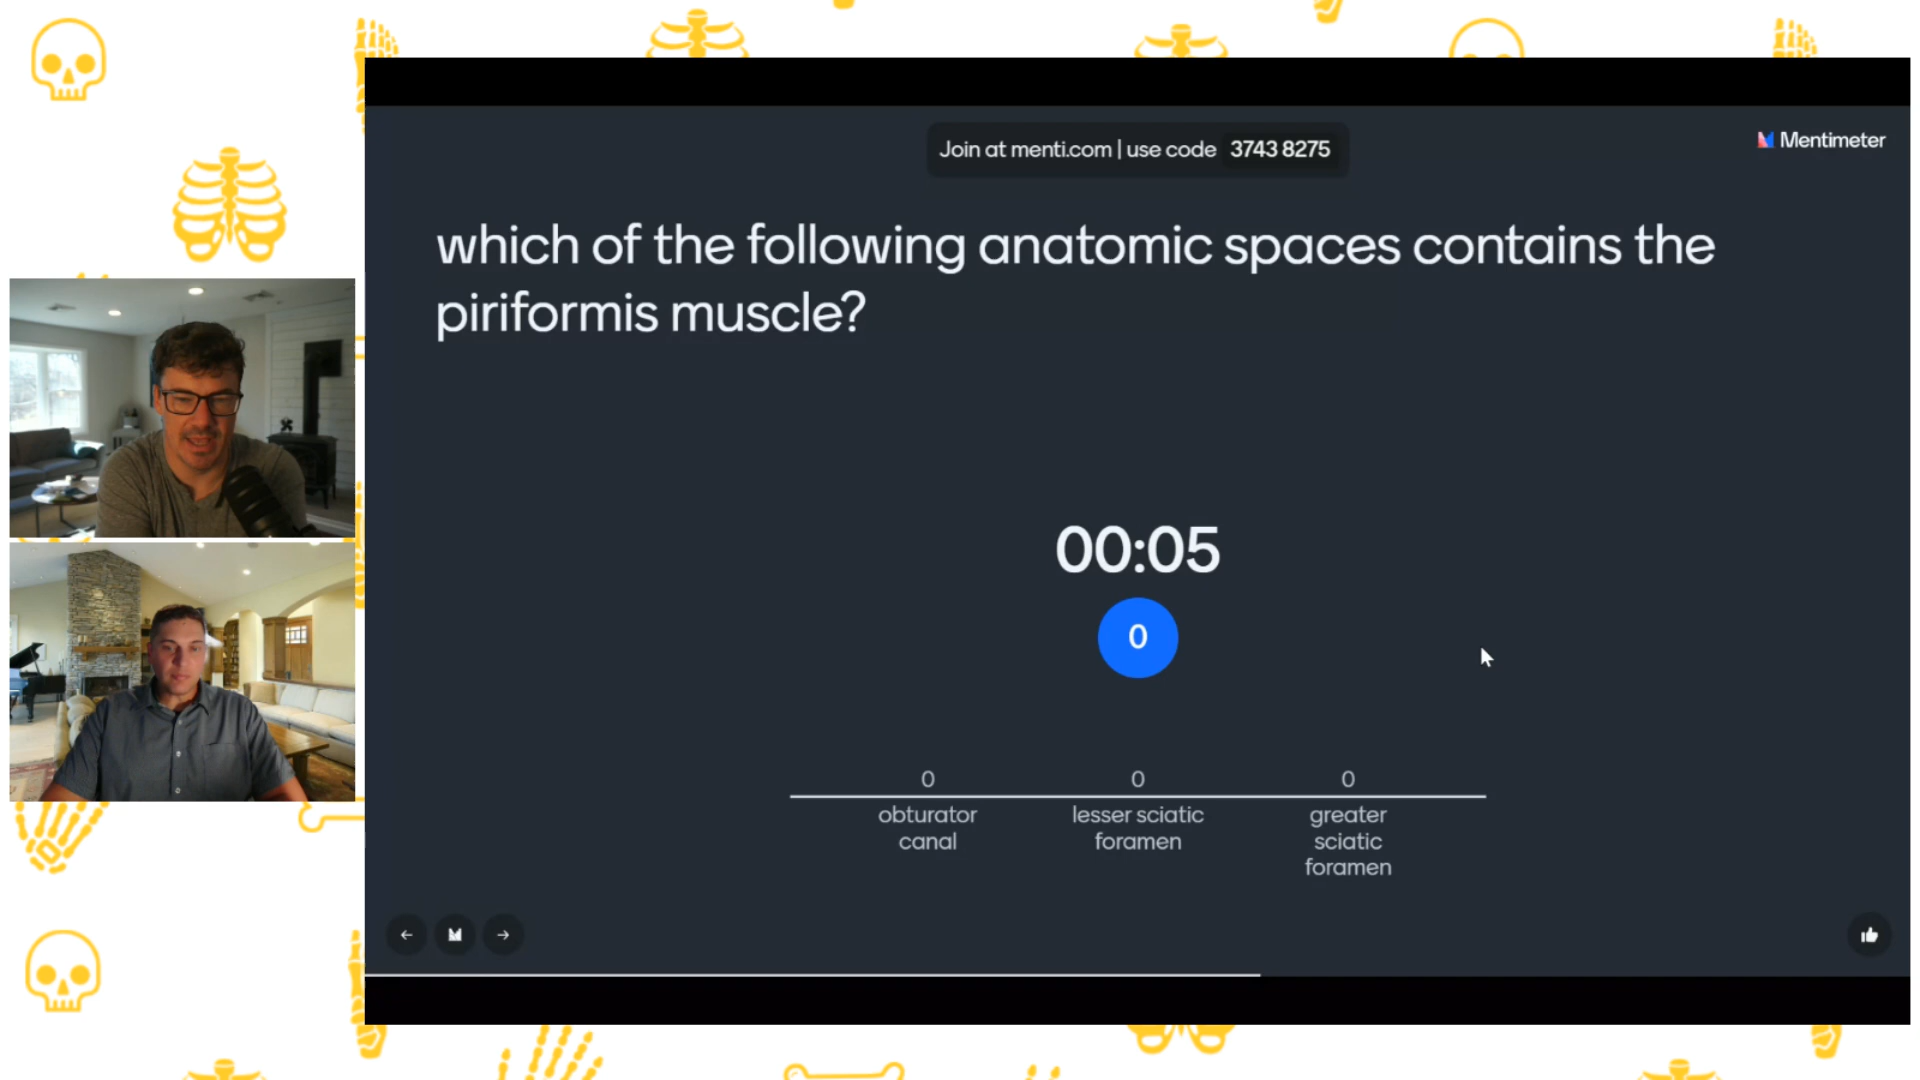 Join at menti.com | use code 3743 8275
Mentimeter
which of the following anatomic spaces contains the
piriformis muscle?
00:05
0
0
0
0
obturator
canal
lesser sciatic
foramen
greater
sciatic
foramen